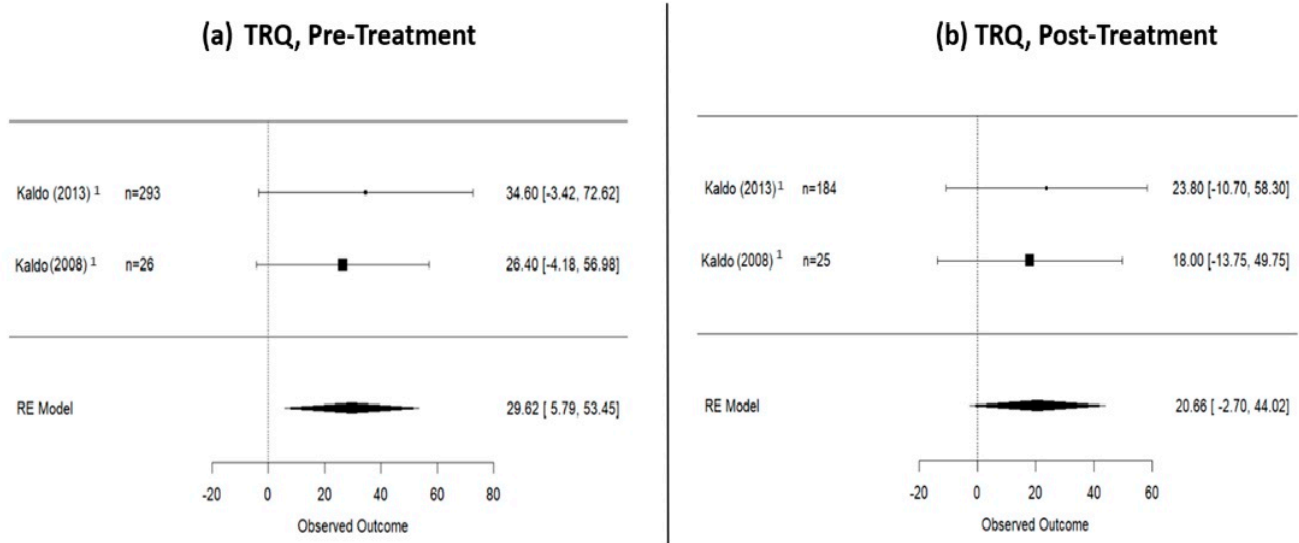 (a) TRQ, Pre-Treatment
Kaldo (2013) 1 n=293 34.60 [-3.42, 72.62]
Kaldo (2008) 1 n=26 26.40 [-4.18, 56.98]
RE Model 29.62 [ 5.79, 53.45]
-20 0 20 40 60 80
Observed Outcome
(b) TRQ, Post-Treatment
Kaldo (2013) 1 n=184 23.80 [-10.70, 58.30]
Kaldo (2008) 1 n=25 18.00 [-13.75, 49.75]
RE Model 20.66 [ -2.70, 44.02]
-20 0 20 40 60
Observed Outcome